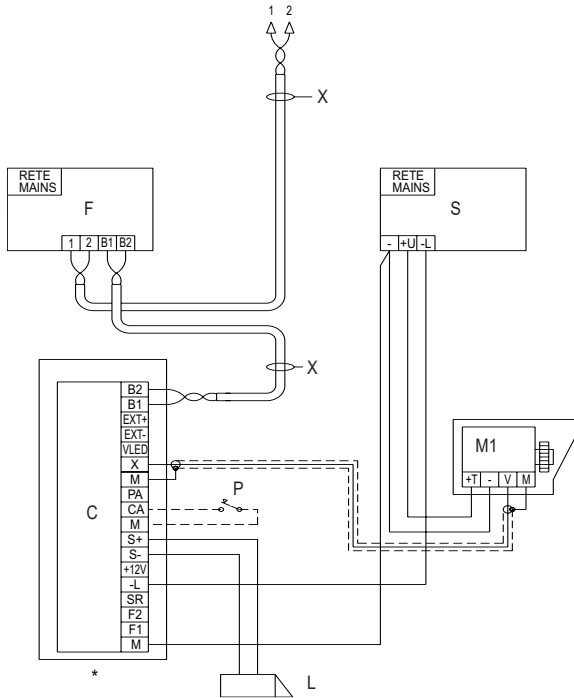 1 2
X
RETE
MAINS
F
1 2 B1 B2
RETE
MAINS
S
- +U -L
X
B2
B1
EXT+
EXT-
VLED
X
M
PA
CA
M
S+
S-
+12V
-L
SR
F2
F1
M
C
*
P
M1
+T - V M
L